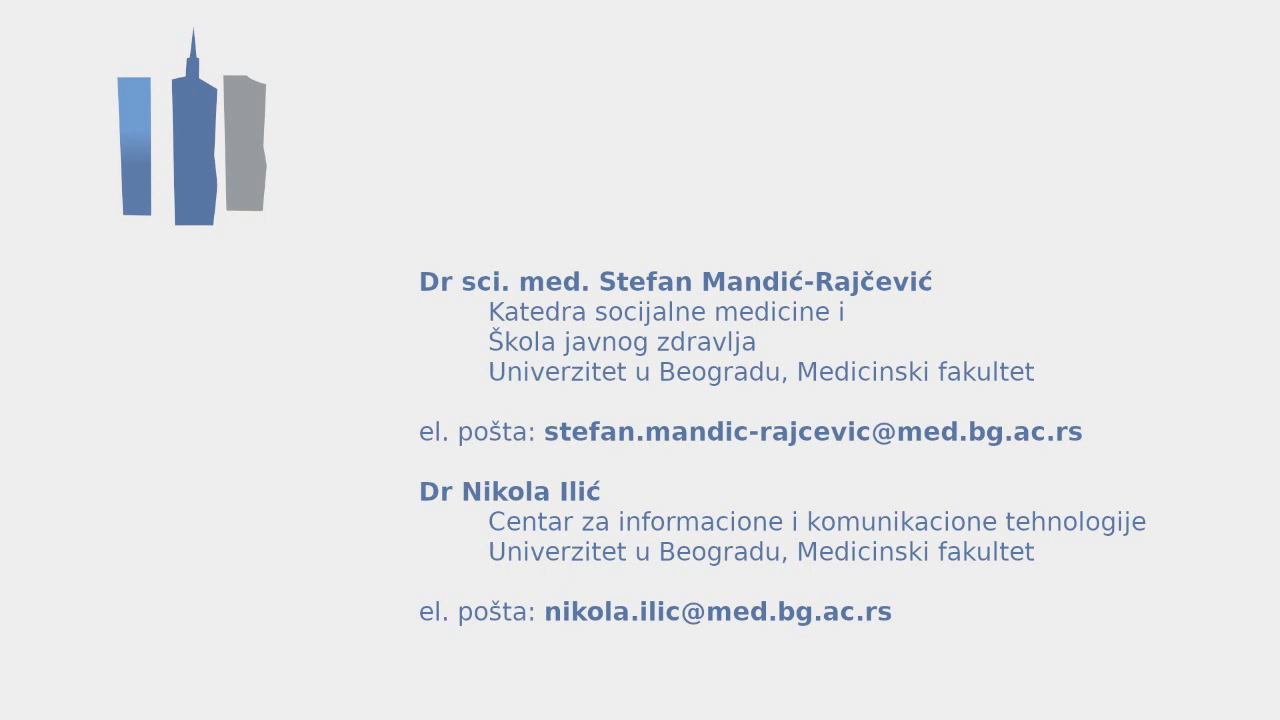 Dr sci. med. Stefan Mandić-Rajčević
Katedra socijalne medicine i
Škola javnog zdravlja
Univerzitet u Beogradu, Medicinski fakultet
el. pošta: stefan.mandic-rajcevic@med.bg.ac.rs
Dr Nikola Ilić
Centar za informacione i komunikacione tehnologije
Univerzitet u Beogradu, Medicinski fakultet
el. pošta: nikola.ilic@med.bg.ac.rs